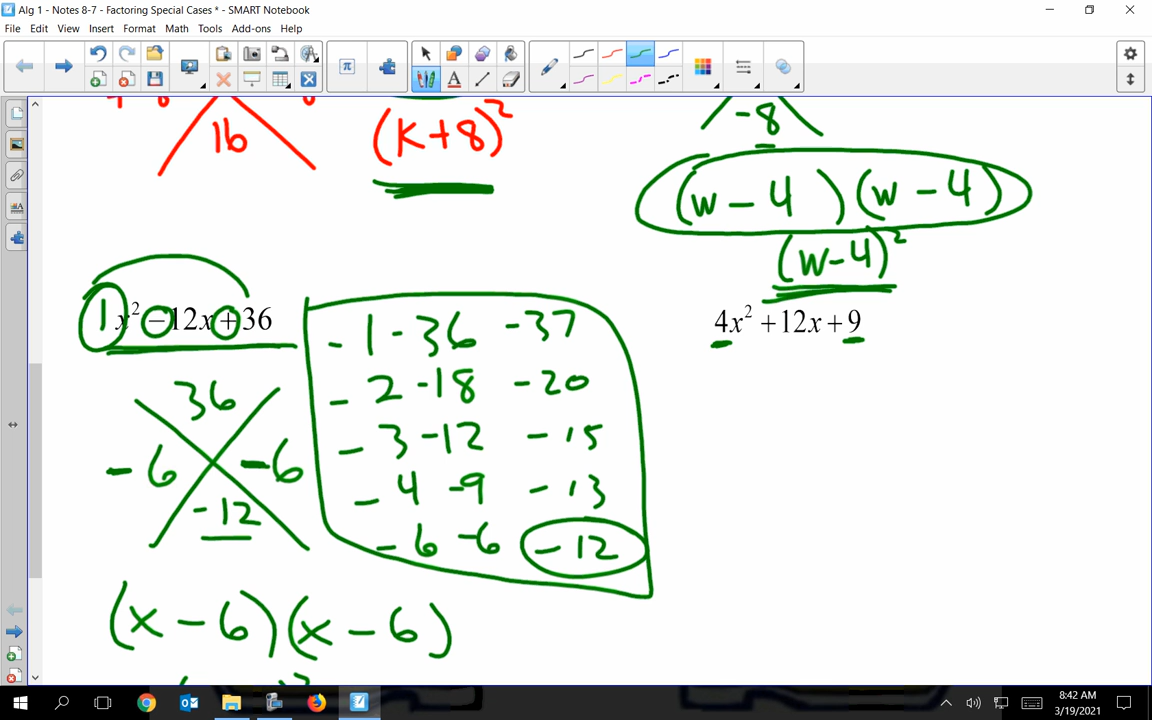 Alg 1 - Notes 8-7 - Factoring Special Cases * - SMART Notebook
File Edit View Insert Format Math Tools Add-ons Help
16
(K+8)²
-8
(w - 4)(w - 4)
(w-4)²
1x² - 12x + 36
36
-6 -6
-12
(x - 6)(x - 6)
-1 -36 -37
-2 -18 -20
-3 -12 -15
-4 -9 -13
-6 -6 -12
4x² + 12x + 9
8:42 AM
3/19/2021